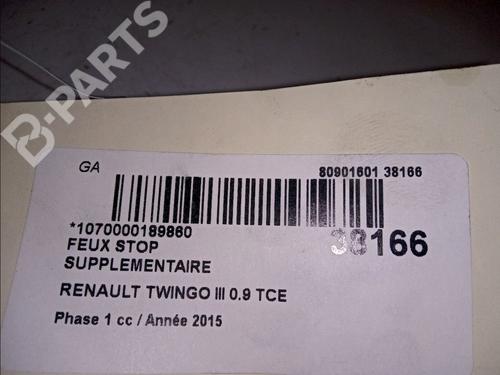 B-PARTS
GA
80901601 38166
*1070000189860
38166
FEUX STOP
SUPPLEMENTAIRE
RENAULT TWINGO III 0.9 TCE
Phase 1 cc / Année 2015